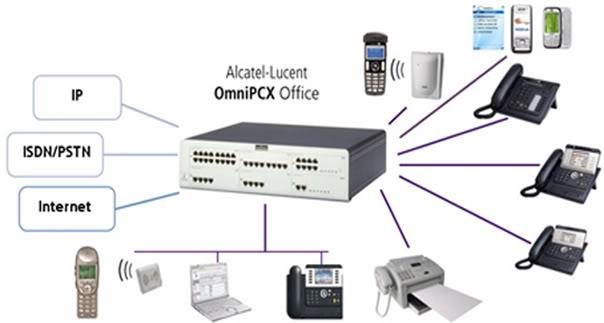 Alcatel-Lucent
OmniPCX Office
IP
ISDN/PSTN
Internet